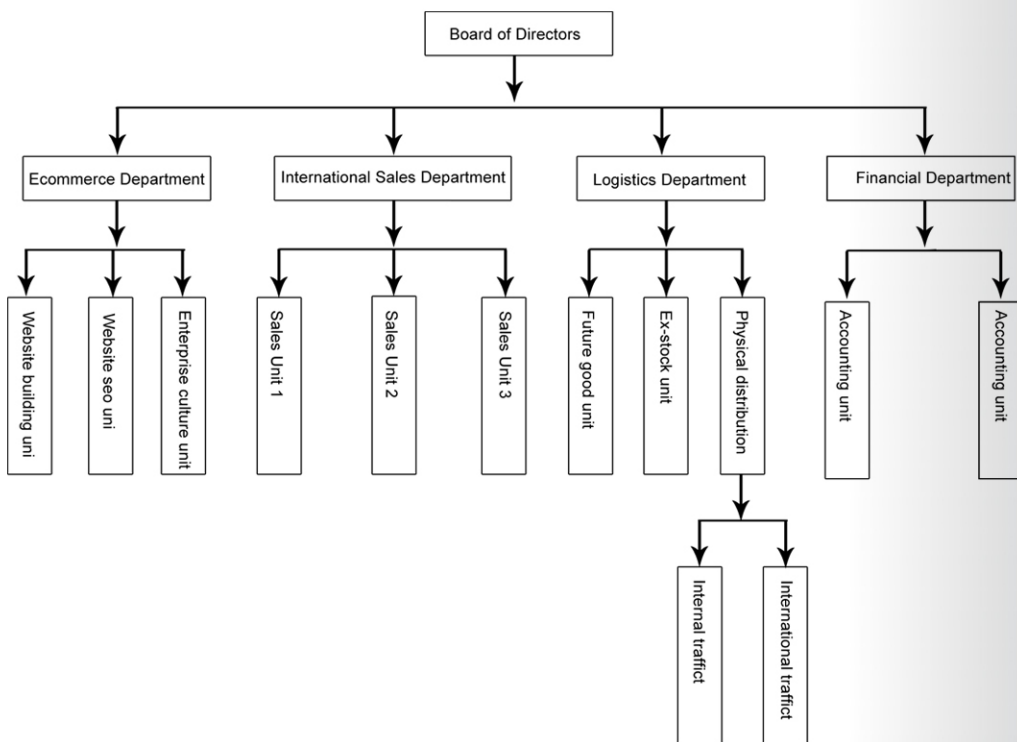 Board of Directors
Ecommerce Department
International Sales Department
Logistics Department
Financial Department
Website building uni
Website seo uni
Enterprise culture unit
Sales Unit 1
Sales Unit 2
Sales Unit 3
Future good unit
Ex-stock unit
Physical distribution
Accounting unit
Accounting unit
Internal traffict
International traffict